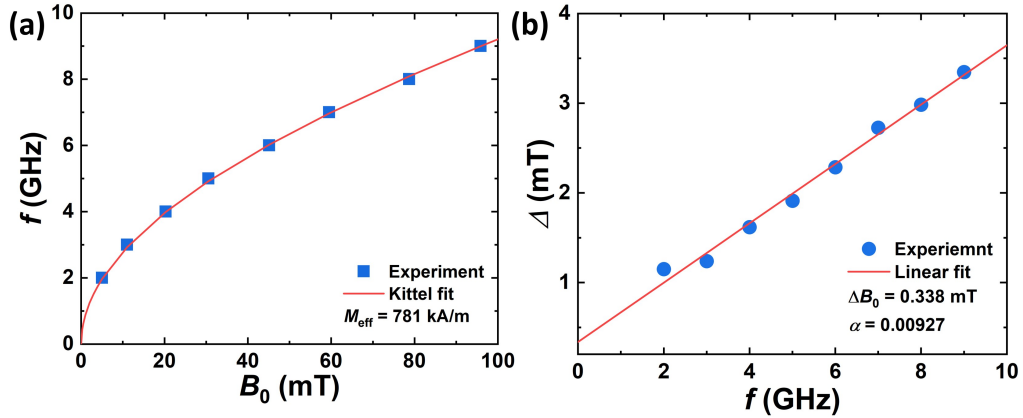 (a)
f (GHz)
10
8
6
4
2
0
Experiment
Kittel fit
Meff = 781 kA/m
0 20 40 60 80 100
B0 (mT)
(b)
Δ (mT)
4
3
2
1
Experiemnt
Linear fit
ΔB0 = 0.338 mT
α = 0.00927
0 2 4 6 8 10
f (GHz)